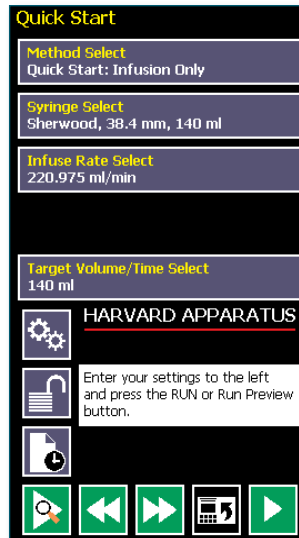 Quick Start
Method Select
Quick Start: Infusion Only
Syringe Select
Sherwood, 38.4 mm, 140 ml
Infuse Rate Select
220.975 ml/min
Target Volume/Time Select
140 ml
HARVARD APPARATUS
Enter your settings to the left
and press the RUN or Run Preview
button.